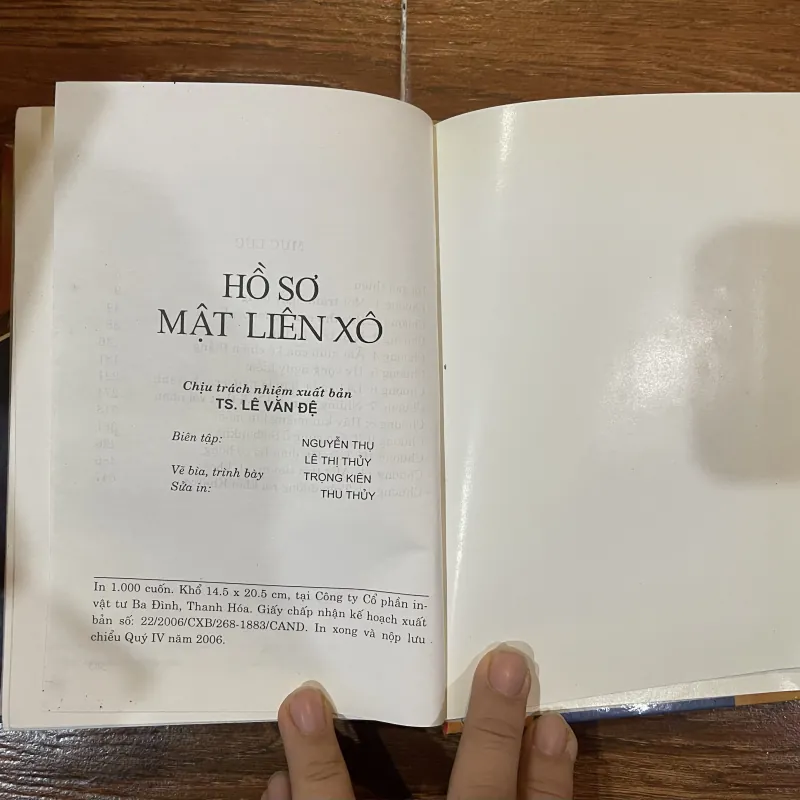 HỒ SƠ
MẬT LIÊN XÔ
Chịu trách nhiệm xuất bản
TS. LÊ VĂN ĐỆ
Biên tập: NGUYỄN THU
LÊ THỊ THỦY
Vẽ bìa, trình bày TRỌNG KIÊN
Sửa in: THU THỦY
In 1.000 cuốn. Khổ 14.5 x 20.5 cm, tại Công ty Cổ phần in-
vật tư Ba Đình, Thanh Hóa. Giấy chấp nhận kế hoạch xuất
bản số: 22/2006/CXB/268-1883/CAND. In xong và nộp lưu
chiểu Quý IV năm 2006.